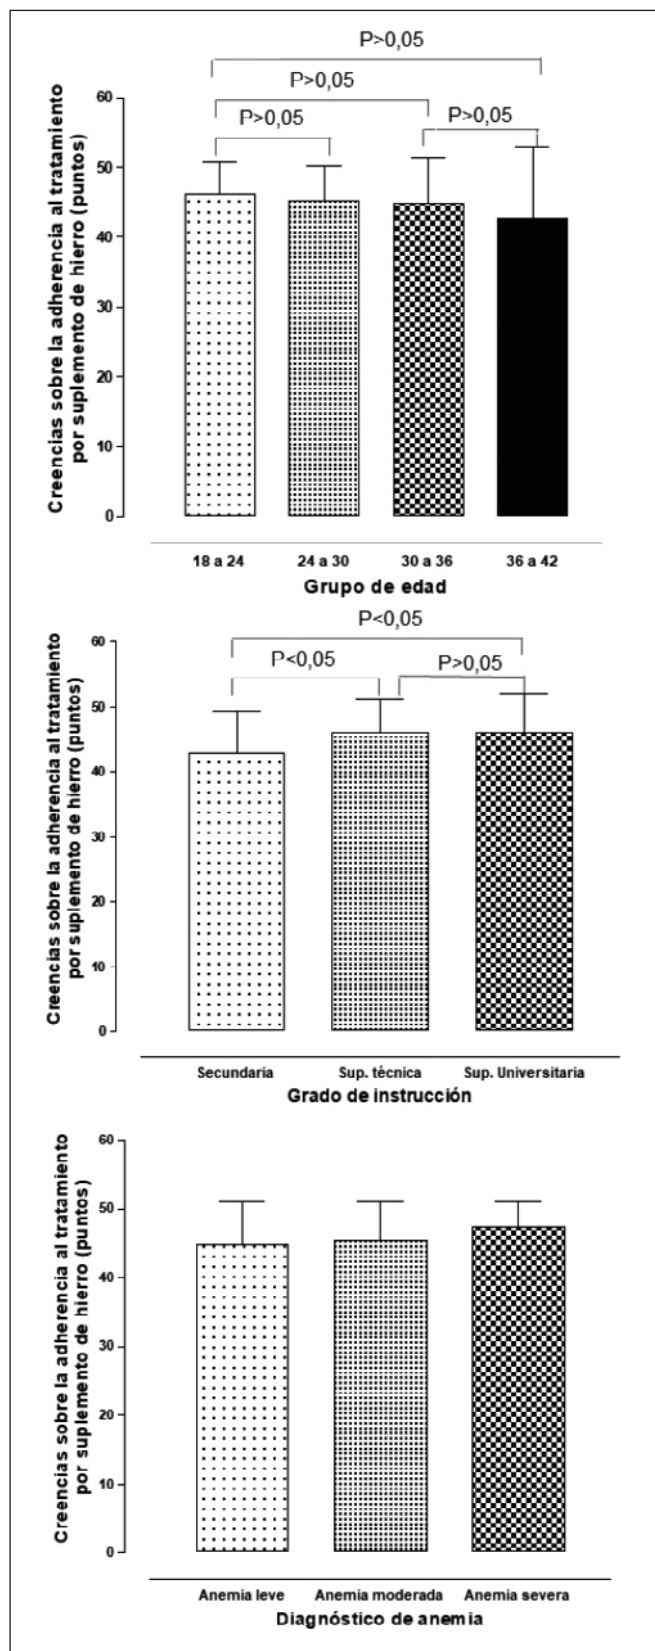 P>0,05
P>0,05
P>0,05
P>0,05
Creencias sobre la adherencia al tratamiento
por suplemento de hierro (puntos)
60
50
40
30
20
10
0
18 a 24
24 a 30
30 a 36
36 a 42
Grupo de edad
P<0,05
P<0,05
P>0,05
Creencias sobre la adherencia al tratamiento
por suplemento de hierro (puntos)
60
50
40
30
20
10
0
Secundaria
Sup. técnica
Sup. Universitaria
Grado de instrucción
Creencias sobre la adherencia al tratamiento
por suplemento de hierro (puntos)
60
50
40
30
20
10
0
Anemia leve
Anemia moderada
Anemia severa
Diagnóstico de anemia